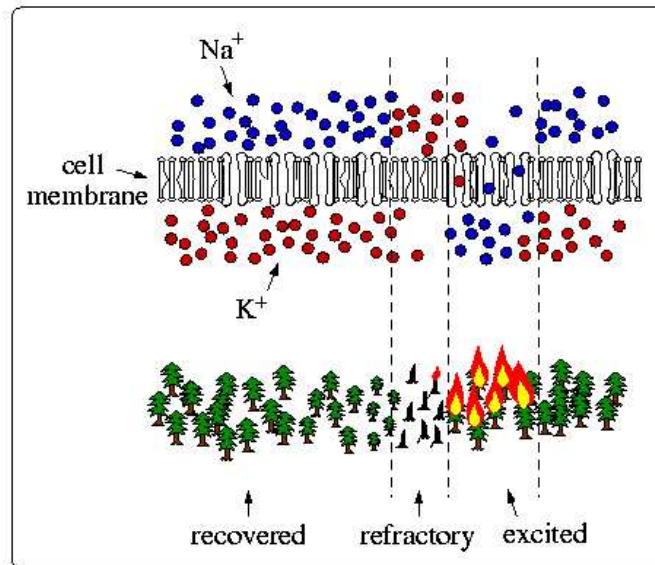 Na+
cell
membrane
K+
recovered refractory excited